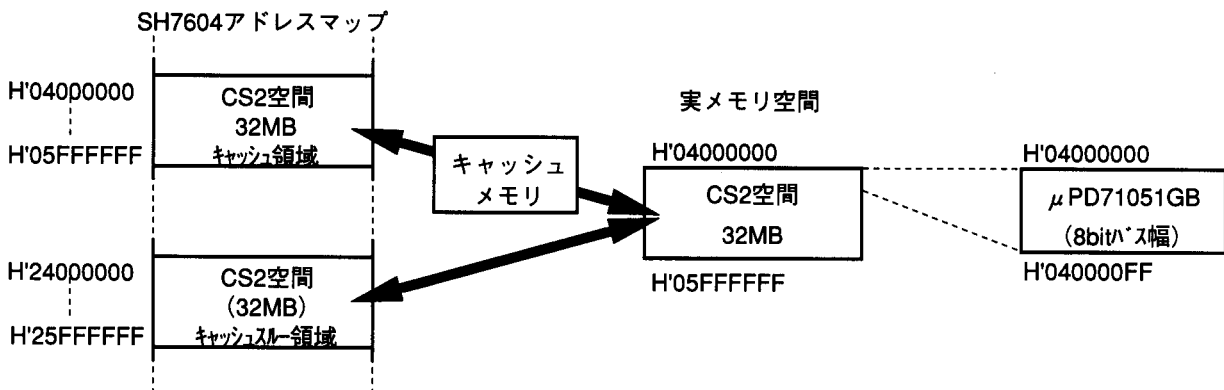 SH7604アドレスマップ
H'04000000
H'05FFFFFF
CS2空間
32MB
キャッシュ領域
キャッシュ
メモリ
H'24000000
H'25FFFFFF
CS2空間
(32MB)
キャッシュスルー領域
実メモリ空間
H'04000000
CS2空間
32MB
H'05FFFFFF
H'04000000
μPD71051GB
(8bitバス幅)
H'040000FF